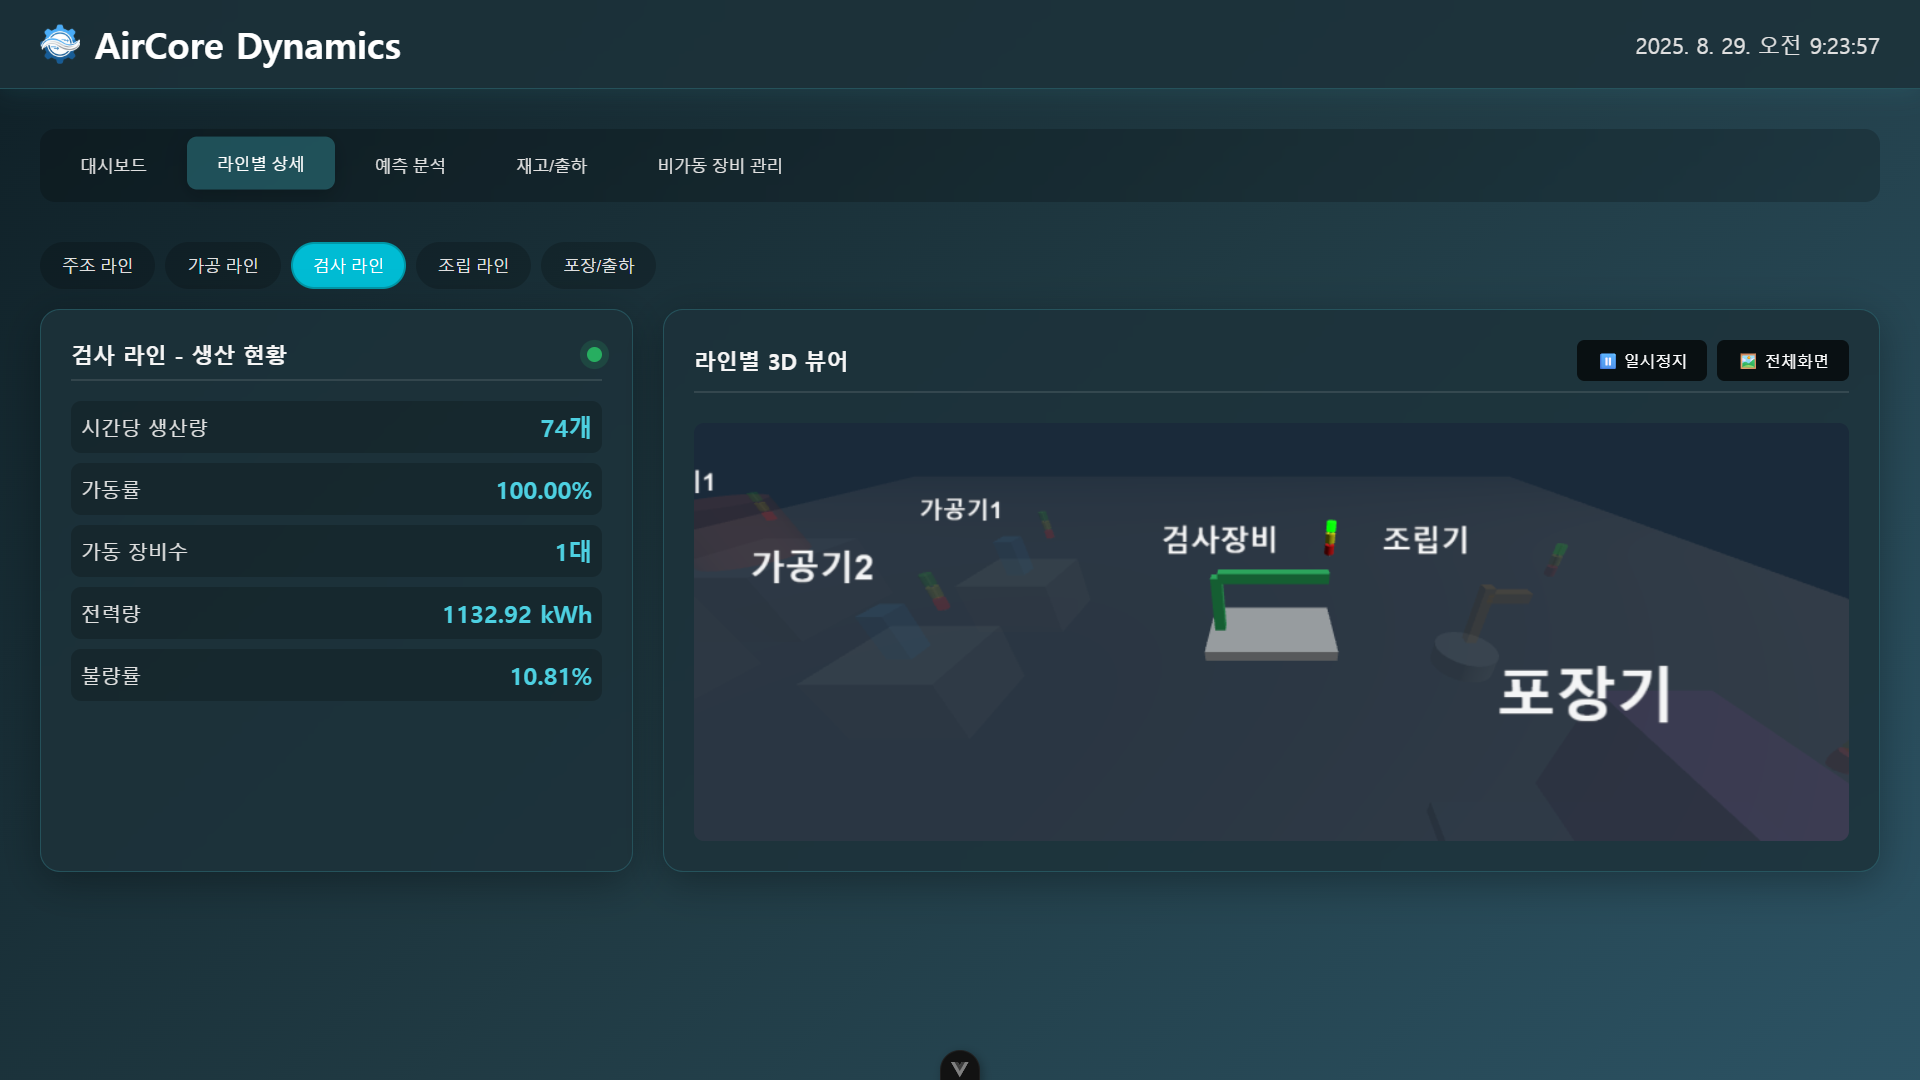 AirCore Dynamics
2025. 8. 29. 오전 9:23:57
대시보드
라인별 상세
예측 분석
재고/출하
비가동 장비 관리
주조 라인
가공 라인
검사 라인
조립 라인
포장/출하
검사 라인 - 생산 현황
시간당 생산량 74개
가동률 100.00%
가동 장비수 1대
전력량 1132.92 kWh
불량률 10.81%
라인별 3D 뷰어
일시정지
전체화면
1
가공기1
가공기2
검사장비
조립기
포장기